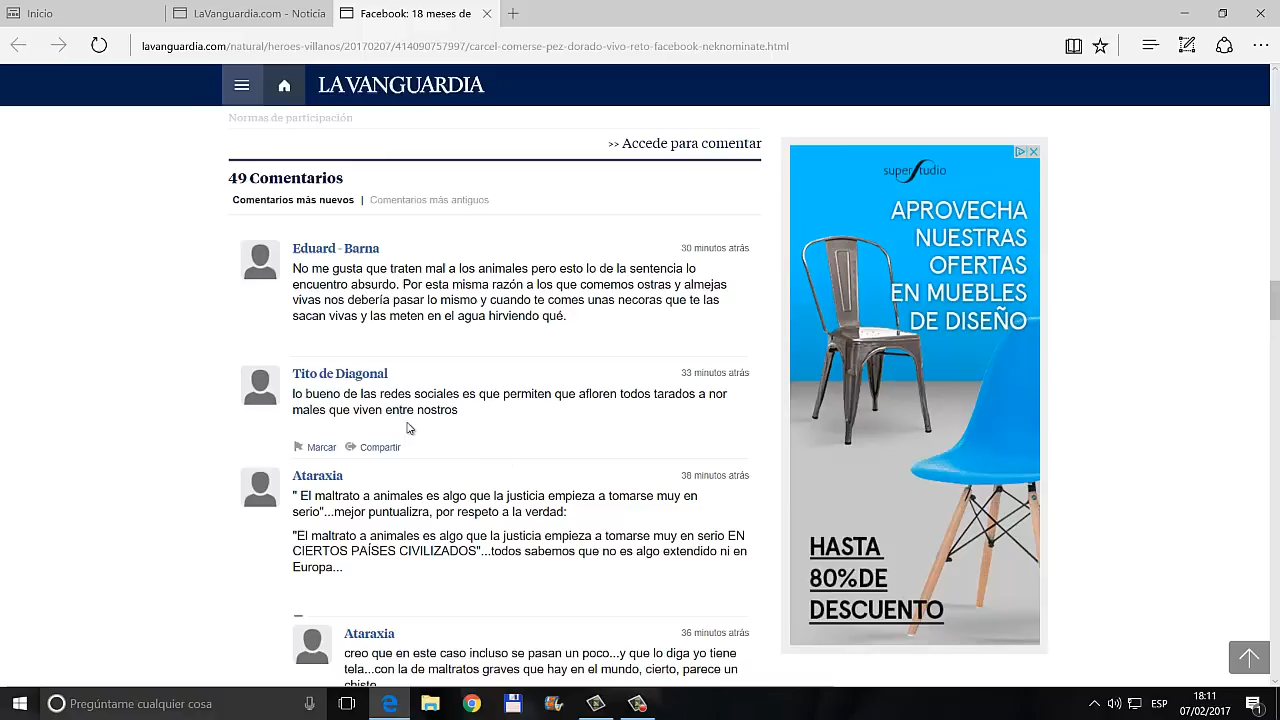 Inicio
LaVanguardia.com - Noticia
Facebook: 18 meses de
lavanguardia.com/natural/heroes-villanos/20170207/414090757997/carcel-comerse-pez-dorado-vivo-reto-facebook-neknominate.html
LA VANGUARDIA
Normas de participación
>> Accede para comentar
49 Comentarios
Comentarios más nuevos | Comentarios más antiguos
Eduard - Barna
30 minutos atrás
No me gusta que traten mal a los animales pero esto lo de la sentencia lo
encuentro absurdo. Por esta misma razón a los que comemos ostras y almejas
vivas nos debería pasar lo mismo y cuando te comes unas necoras que te las
sacan vivas y las meten en el agua hirviendo qué.
Tito de Diagonal
33 minutos atrás
lo bueno de las redes sociales es que permiten que afloren todos tarados a nor
males que viven entre nostros
Marcar
Compartir
Ataraxia
38 minutos atrás
" El maltrato a animales es algo que la justicia empieza a tomarse muy en
serio"...mejor puntualizra, por respeto a la verdad:
"El maltrato a animales es algo que la justicia empieza a tomarse muy en serio EN
CIERTOS PAÍSES CIVILIZADOS"...todos sabemos que no es algo extendido ni en
Europa...
Ataraxia
36 minutos atrás
creo que en este caso incluso se pasan un poco...y que lo diga yo tiene
tela...con la de maltratos graves que hay en el mundo, cierto, parece un
chiste
superStudio
APROVECHA
NUESTRAS
OFERTAS
EN MUEBLES
DE DISEÑO
HASTA
80%DE
DESCUENTO
Pregúntame cualquier cosa
ESP
18:11
07/02/2017
1